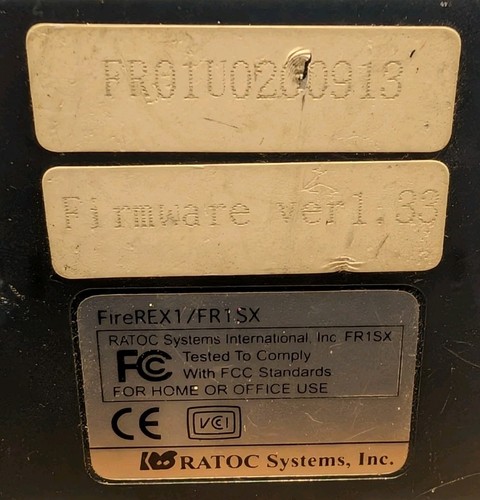 FR01U0200913
Firmware ver1.33
FireREX1/FR1SX
RATOC Systems International, Inc FR1SX
FC Tested To Comply
With FCC Standards
FOR HOME OR OFFICE USE
CE VCI
RATOC Systems, Inc.